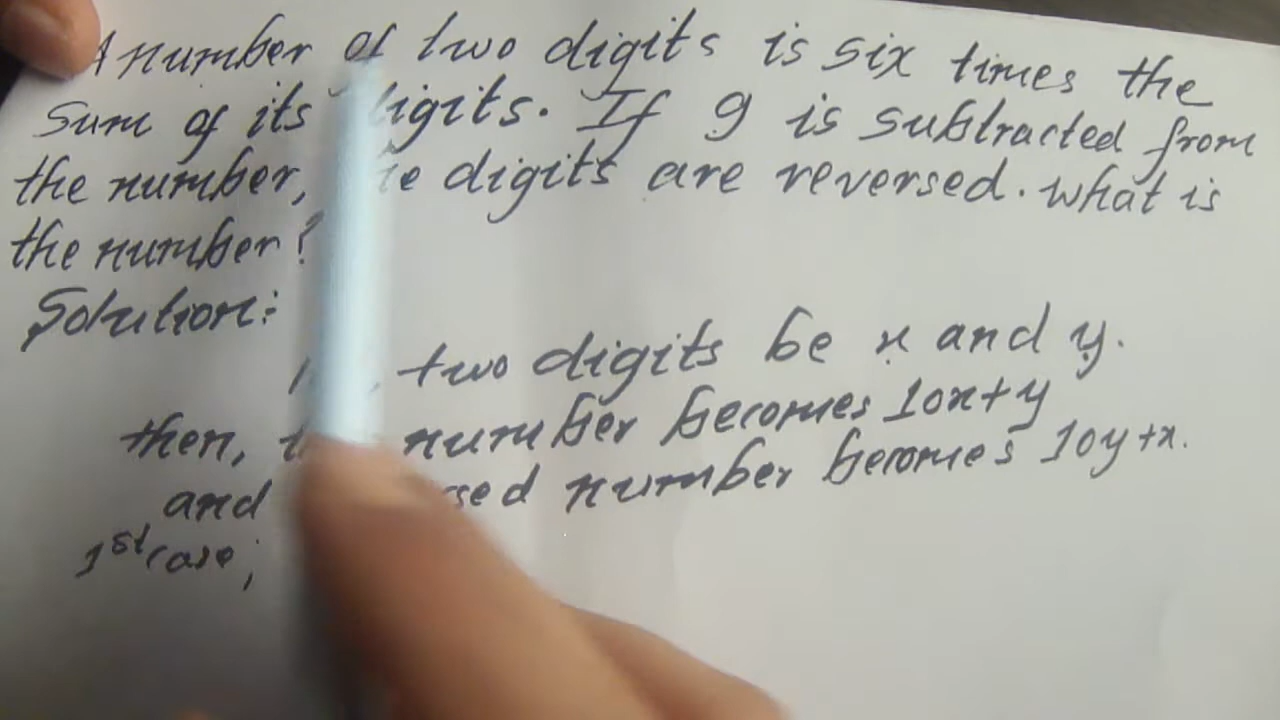 A number of two digits is six times the
Sum of its digits. If 9 is subtracted from
the number, digits are reversed. What is
the number?
Solution:
two digits be x and y.
then, number becomes 10x+y
and number becomes 10y+x.
1st case;